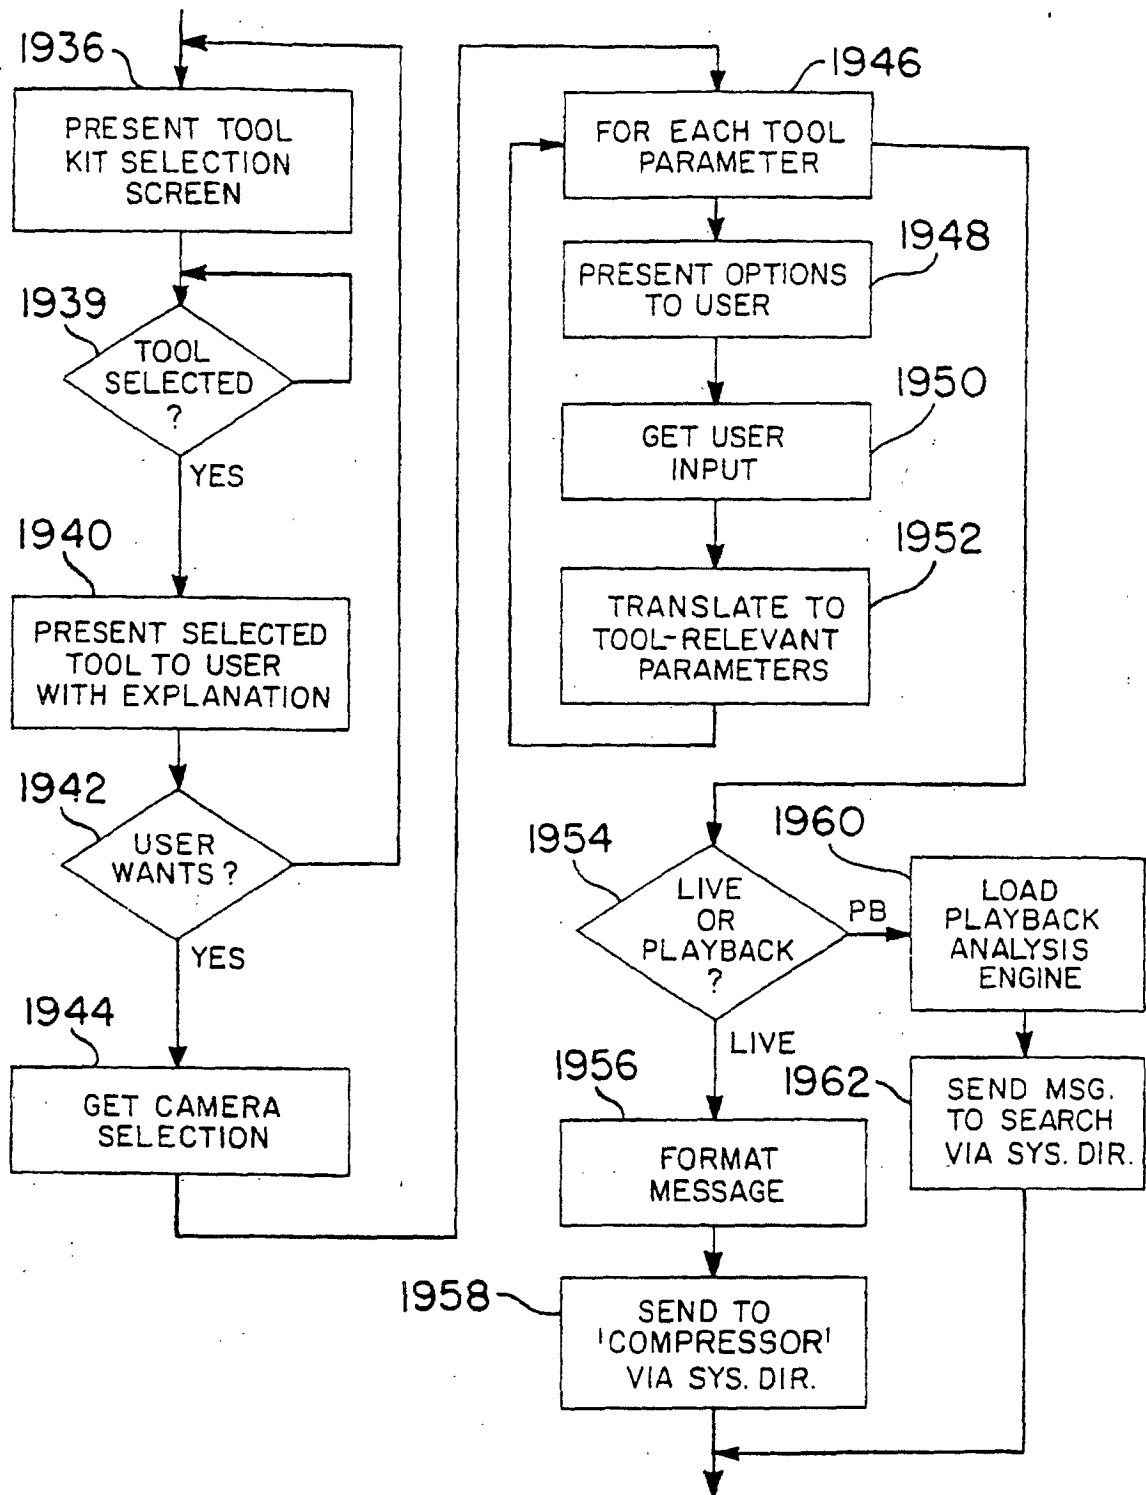 1936
PRESENT TOOL
KIT SELECTION
SCREEN
1939
TOOL
SELECTED
?
YES
1940
PRESENT SELECTED
TOOL TO USER
WITH EXPLANATION
1942
USER
WANTS?
YES
1944
GET CAMERA
SELECTION
1946
FOR EACH TOOL
PARAMETER
1948
PRESENT OPTIONS
TO USER
1950
GET USER
INPUT
1952
TRANSLATE TO
TOOL-RELEVANT
PARAMETERS
1954
LIVE
OR
PLAYBACK
?
PB
LIVE
1960
LOAD
PLAYBACK
ANALYSIS
ENGINE
1962
SEND MSG.
TO SEARCH
VIA SYS. DIR.
1956
FORMAT
MESSAGE
1958
SEND TO
'COMPRESSOR'
VIA SYS. DIR.